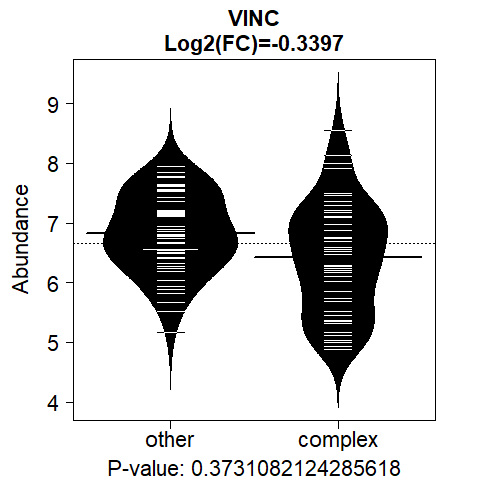 VINC
Log2(FC)=-0.3397
Abundance
9
8
7
6
5
4
other complex
P-value: 0.3731082124285618